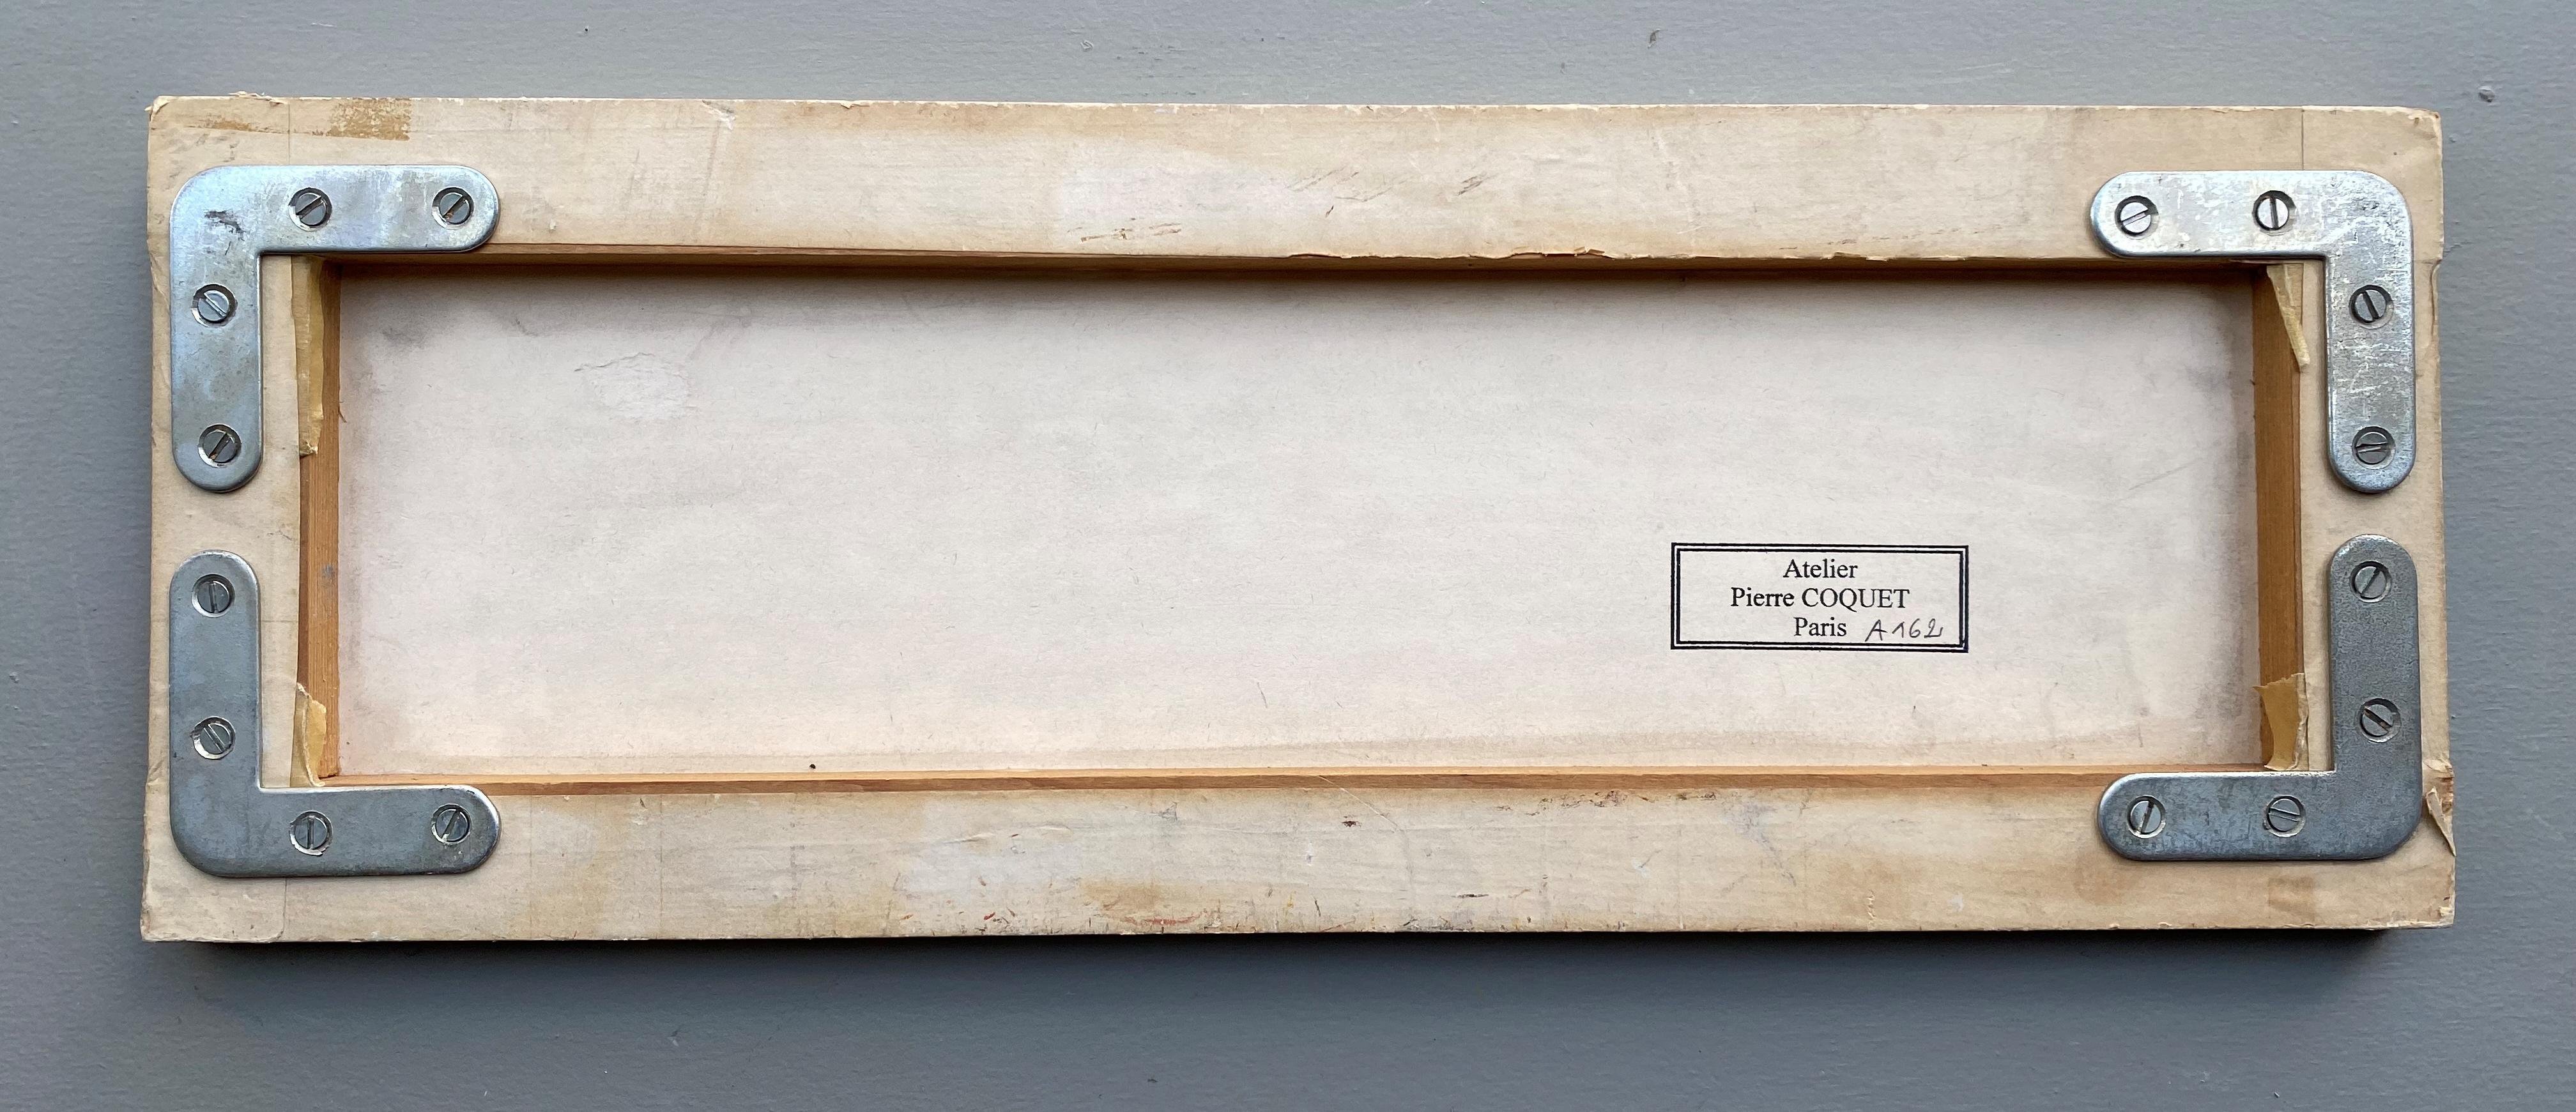 Atelier
Pierre COQUET
Paris A162